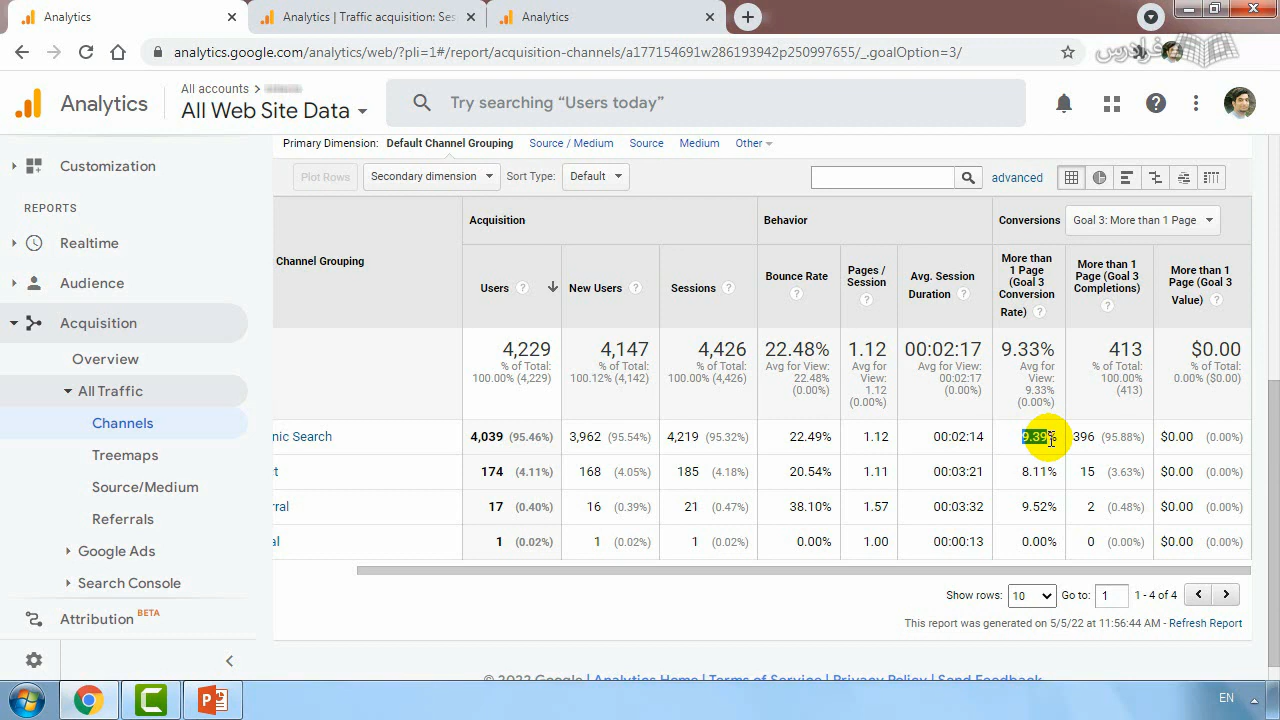 Analytics
Analytics | Traffic acquisition: Ses
Analytics
analytics.google.com/analytics/web/?pli=1#/report/acquisition-channels/a177154691w286193942p250997655/_.goalOption=3/
فرادرس
Analytics
All accounts >
All Web Site Data
Try searching “Users today”
Customization
REPORTS
Realtime
Audience
Acquisition
Overview
All Traffic
Channels
Treemaps
Source/Medium
Referrals
Google Ads
Search Console
Attribution BETA
Primary Dimension: Default Channel Grouping Source / Medium Source Medium Other
Plot Rows Secondary dimension Sort Type: Default advanced
Channel Grouping Acquisition Behavior Conversions Goal 3: More than 1 Page
Users ? New Users ? Sessions ? Bounce Rate ? Pages / Session ? Avg. Session Duration ? More than 1 Page (Goal 3 Conversion Rate) ? More than 1 Page (Goal 3 Completions) ? More than 1 Page (Goal 3 Value) ?
4,229 4,147 4,426 22.48% 1.12 00:02:17 9.33% 413 $0.00
% of Total: 100.00% (4,229) % of Total: 100.12% (4,142) % of Total: 100.00% (4,426) Avg for View: 22.48% (0.00%) Avg for View: 1.12 (0.00%) Avg for View: 00:02:17 (0.00%) Avg for View: 9.33% (0.00%) % of Total: 100.00% (413) % of Total: 0.00% ($0.00)
nic Search 4,039 (95.46%) 3,962 (95.54%) 4,219 (95.32%) 22.49% 1.12 00:02:14 9.39% 396 (95.88%) $0.00 (0.00%)
t 174 (4.11%) 168 (4.05%) 185 (4.18%) 20.54% 1.11 00:03:21 8.11% 15 (3.63%) $0.00 (0.00%)
rral 17 (0.40%) 16 (0.39%) 21 (0.47%) 38.10% 1.57 00:03:32 9.52% 2 (0.48%) $0.00 (0.00%)
al 1 (0.02%) 1 (0.02%) 1 (0.02%) 0.00% 1.00 00:00:13 0.00% 0 (0.00%) $0.00 (0.00%)
Show rows: 10 Go to: 1 1 - 4 of 4
This report was generated on 5/5/22 at 11:56:44 AM - Refresh Report
© 2022 Google | Analytics Home | Terms of Service | Privacy Policy | Send Feedback
EN